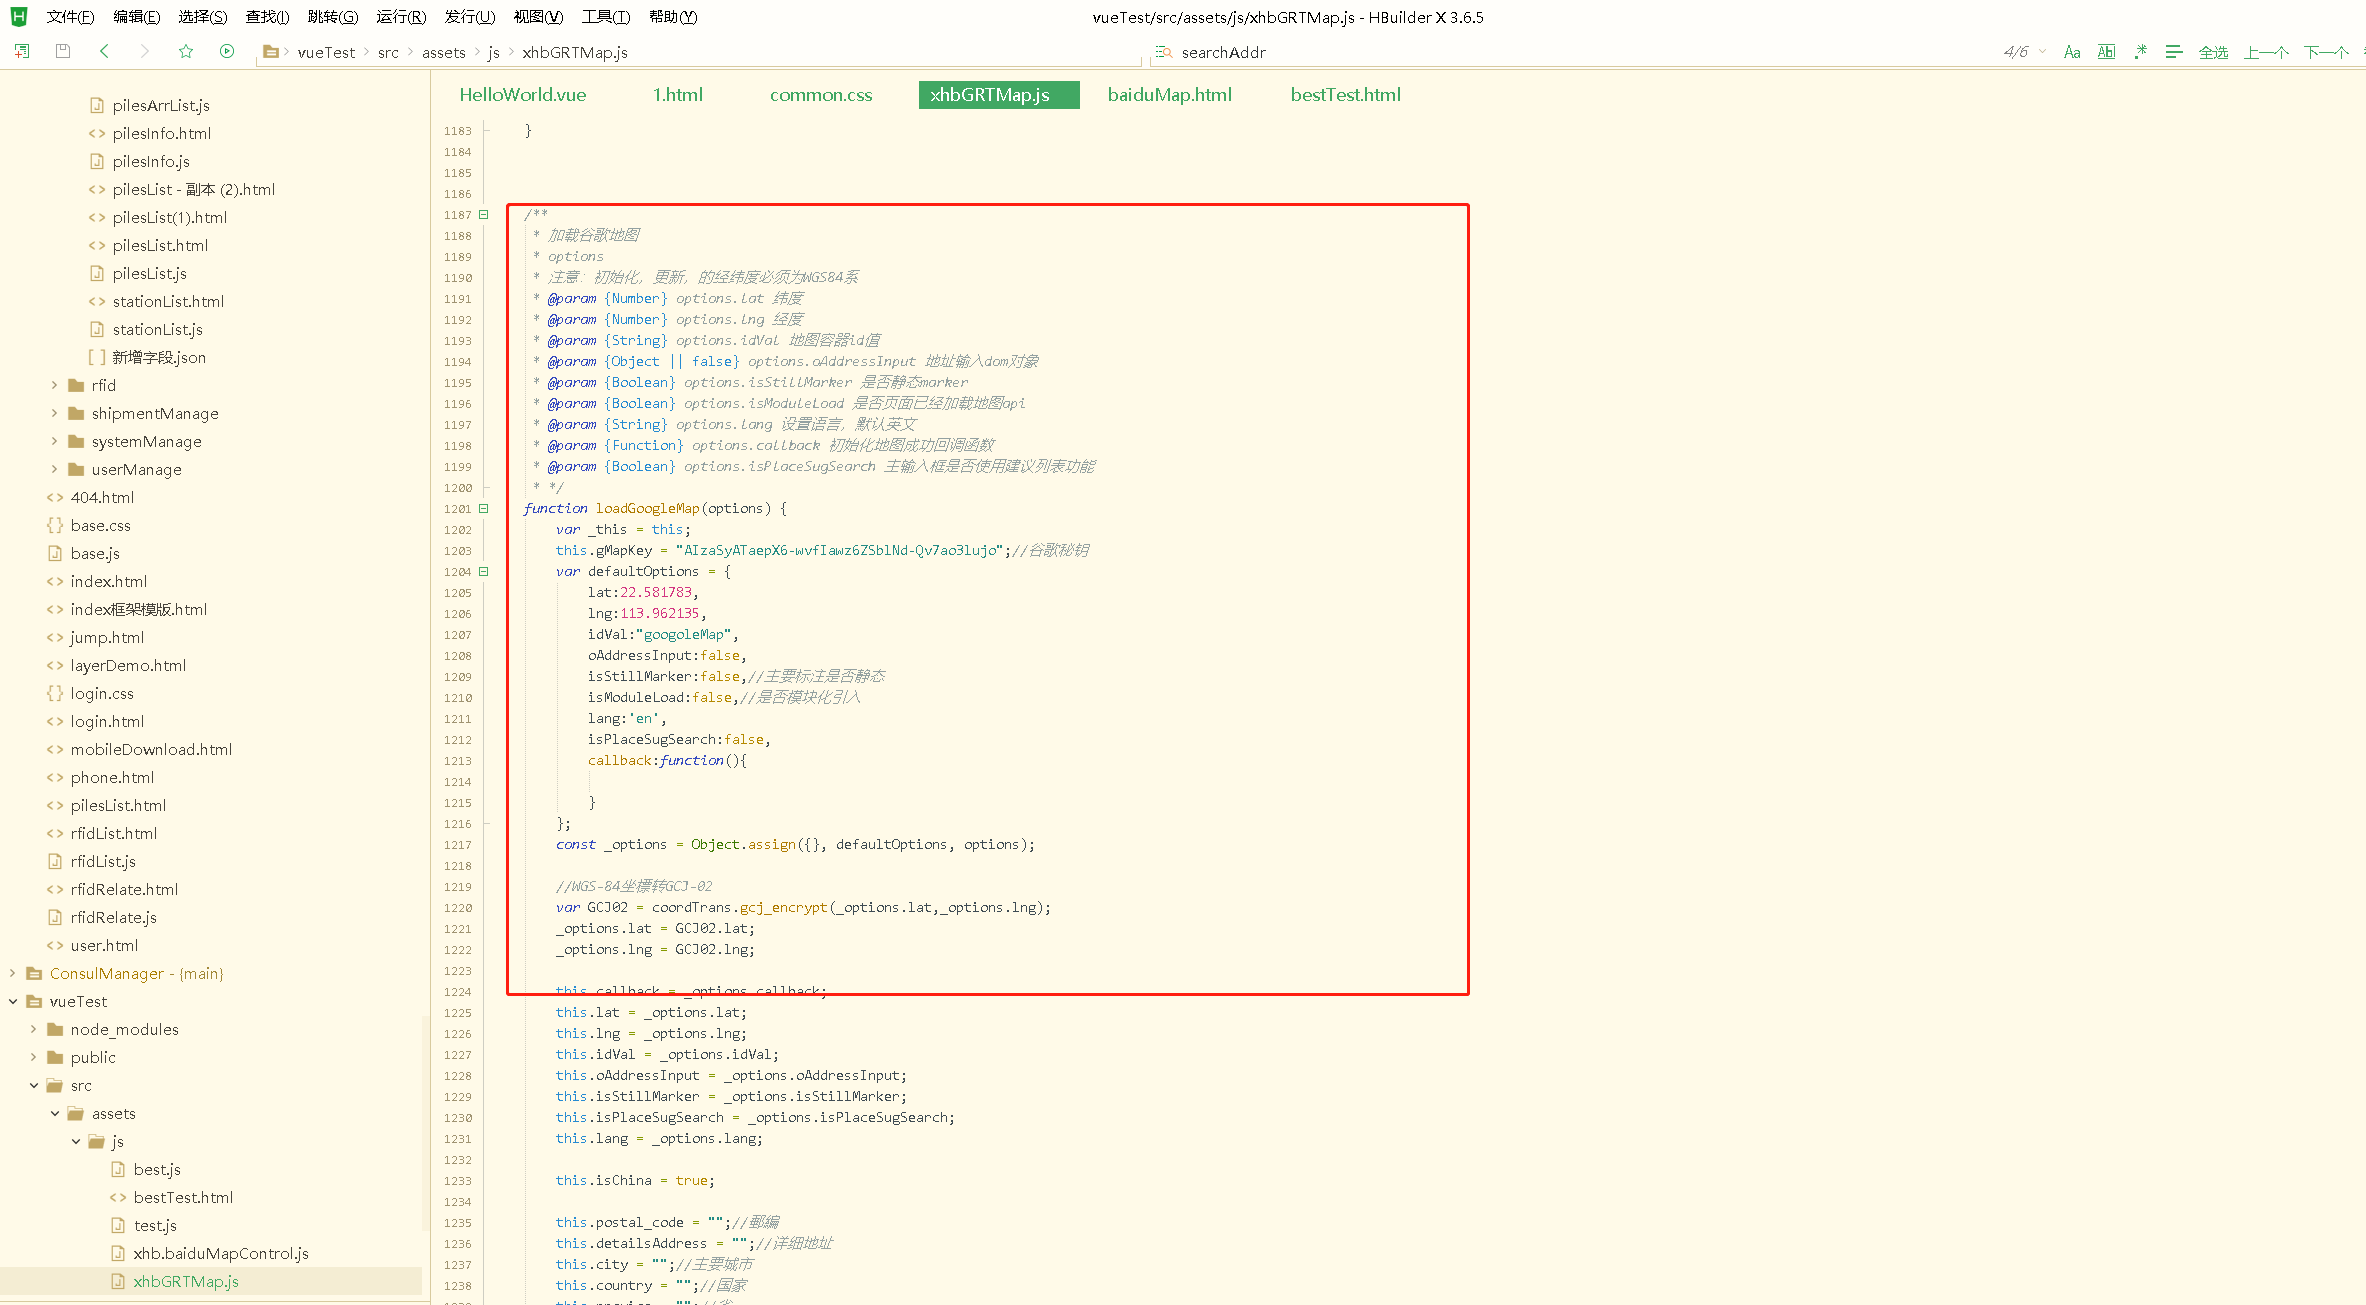 文件(F) 编辑(E) 选择(S) 查找(I) 跳转(G) 运行(R) 发行(U) 视图(V) 工具(T) 帮助(Y)
vueTest/src/assets/js/xhbGRTMap.js - HBuilder X 3.6.5
vueTest src assets js xhbGRTMap.js
searchAddr
4/6 Aa Ab .* 全选 上一个 下一个
pilesArrList.js
pilesInfo.html
pilesInfo.js
pilesList - 副本 (2).html
pilesList(1).html
pilesList.html
pilesList.js
stationList.html
stationList.js
新增字段.json
rfid
shipmentManage
systemManage
userManage
404.html
base.css
base.js
index.html
index框架模版.html
jump.html
layerDemo.html
login.css
login.html
mobileDownload.html
phone.html
pilesList.html
rfidList.html
rfidList.js
rfidRelate.html
rfidRelate.js
user.html
ConsulManager - {main}
vueTest
node_modules
public
src
assets
js
best.js
bestTest.html
test.js
xhb.baiduMapControl.js
xhbGRTMap.js
HelloWorld.vue 1.html common.css xhbGRTMap.js baiduMap.html bestTest.html
1183 }
1184
1185
1186
1187 /**
1188 * 加载谷歌地图
1189 * options
1190 * 注意：初始化，更新，的经纬度必须为WGS84系
1191 * @param {Number} options.lat 纬度
1192 * @param {Number} options.lng 经度
1193 * @param {String} options.idVal 地图容器id值
1194 * @param {Object || false} options.oAddressInput 地址输入dom对象
1195 * @param {Boolean} options.isStillMarker 是否静态marker
1196 * @param {Boolean} options.isModuleLoad 是否页面已经加载地图api
1197 * @param {String} options.lang 设置语言，默认英文
1198 * @param {Function} options.callback 初始化地图成功回调函数
1199 * @param {Boolean} options.isPlaceSugSearch 主输入框是否使用建议列表功能
1200 * */
1201 function loadGoogleMap(options) {
1202 var _this = this;
1203 this.gMapKey = "AIzaSyATaepX6-wvfIawz6ZSblNd-Qv7ao3lujo";//谷歌秘钥
1204 var defaultOptions = {
1205 lat:22.581783,
1206 lng:113.962135,
1207 idVal:"googoleMap",
1208 oAddressInput:false,
1209 isStillMarker:false,//主要标注是否静态
1210 isModuleLoad:false,//是否模块化引入
1211 lang:'en',
1212 isPlaceSugSearch:false,
1213 callback:function(){
1214
1215 }
1216 };
1217 const _options = Object.assign({}, defaultOptions, options);
1218
1219 //WGS-84坐標转GCJ-02
1220 var GCJ02 = coordTrans.gcj_encrypt(_options.lat,_options.lng);
1221 _options.lat = GCJ02.lat;
1222 _options.lng = GCJ02.lng;
1223
1224 this.callback = _options.callback;
1225 this.lat = _options.lat;
1226 this.lng = _options.lng;
1227 this.idVal = _options.idVal;
1228 this.oAddressInput = _options.oAddressInput;
1229 this.isStillMarker = _options.isStillMarker;
1230 this.isPlaceSugSearch = _options.isPlaceSugSearch;
1231 this.lang = _options.lang;
1232
1233 this.isChina = true;
1234
1235 this.postal_code = "";//郵編
1236 this.detailsAddress = "";//详细地址
1237 this.city = "";//主要城市
1238 this.country = "";//国家